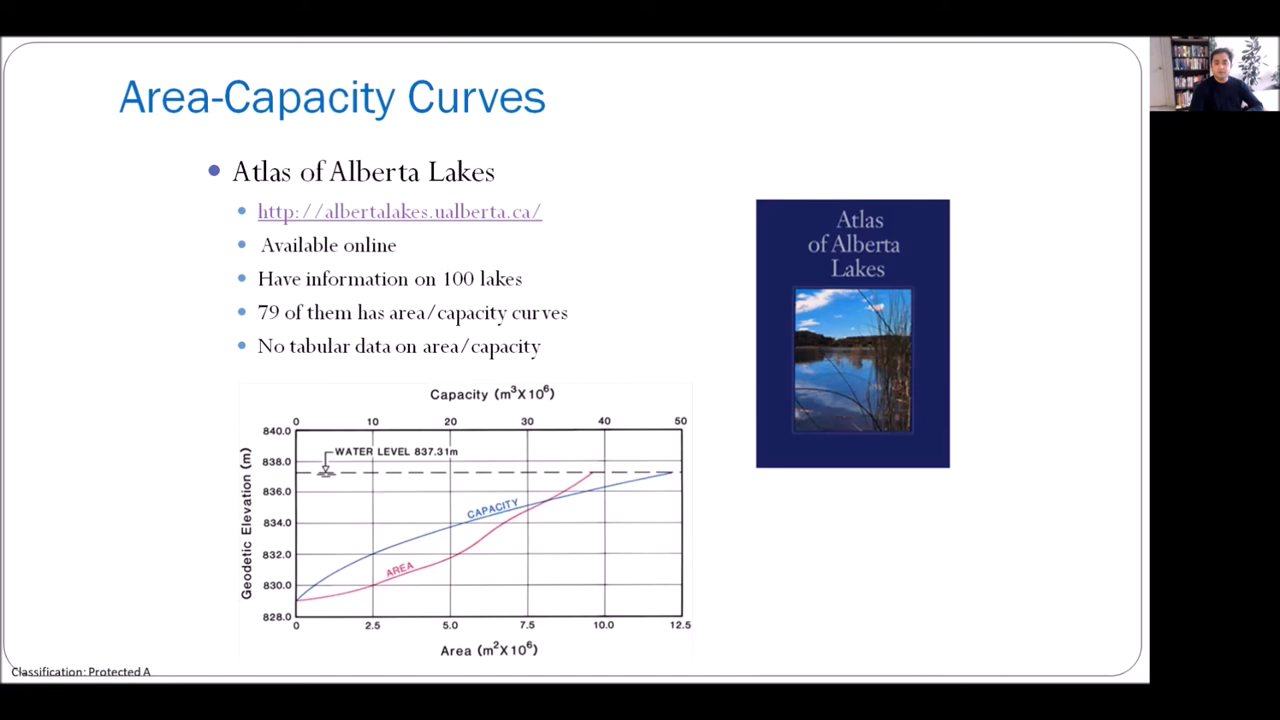 Area-Capacity Curves
Atlas of Alberta Lakes
http://albertalakes.ualberta.ca/
Available online
Have information on 100 lakes
79 of them has area/capacity curves
No tabular data on area/capacity
Atlas
of Alberta
Lakes
Capacity (m³X10⁶)
0 10 20 30 40 50
840.0
WATER LEVEL 837.31m
838.0
836.0
CAPACITY
834.0
832.0
AREA
830.0
828.0
Geodetic Elevation (m)
0 2.5 5.0 7.5 10.0 12.5
Area (m²X10⁶)
Classification: Protected A